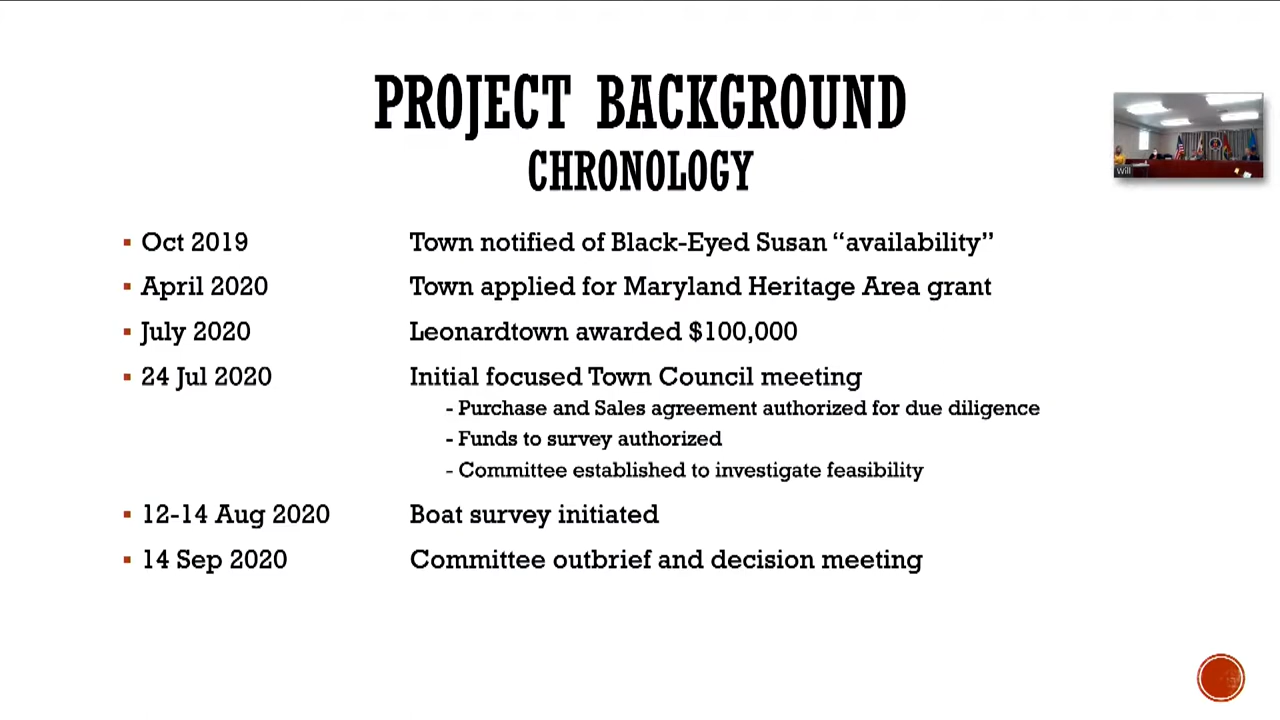 PROJECT BACKGROUND
CHRONOLOGY
Will
▪ Oct 2019 Town notified of Black-Eyed Susan “availability”
▪ April 2020 Town applied for Maryland Heritage Area grant
▪ July 2020 Leonardtown awarded $100,000
▪ 24 Jul 2020 Initial focused Town Council meeting
- Purchase and Sales agreement authorized for due diligence
- Funds to survey authorized
- Committee established to investigate feasibility
▪ 12-14 Aug 2020 Boat survey initiated
▪ 14 Sep 2020 Committee outbrief and decision meeting